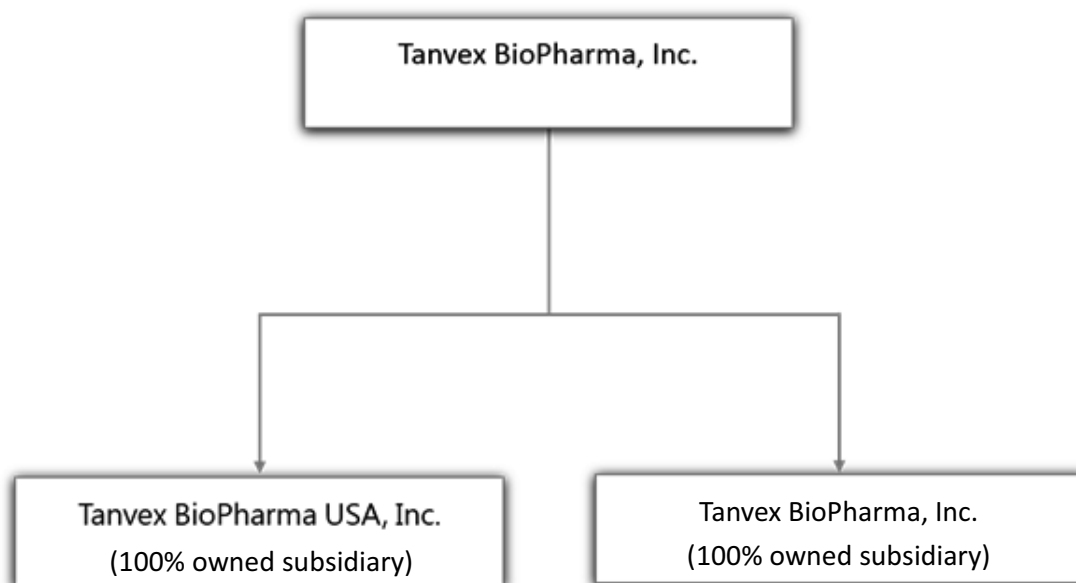 Tanvex BioPharma, Inc.
Tanvex BioPharma USA, Inc.
(100% owned subsidiary)
Tanvex BioPharma, Inc.
(100% owned subsidiary)